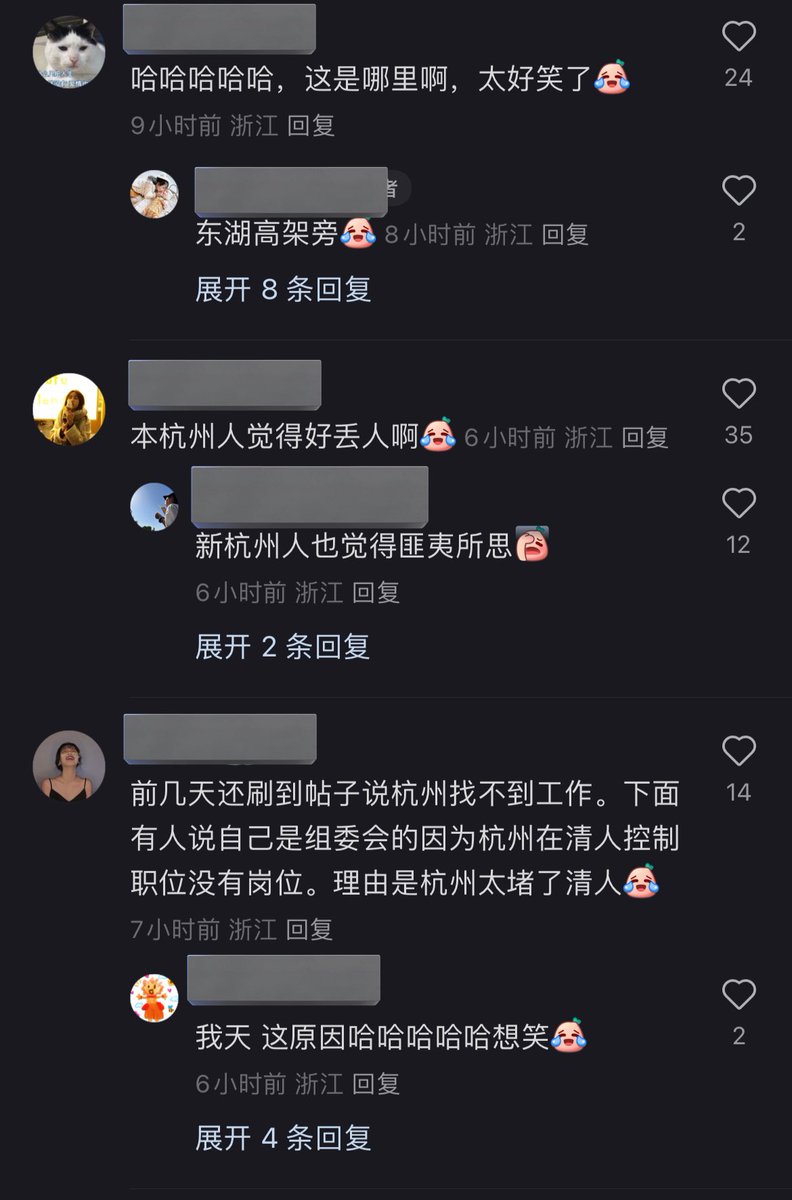 哈哈哈哈哈，这是哪里啊，太好笑了
24
9小时前 浙江 回复
东湖高架旁 8小时前 浙江 回复
2
展开 8 条回复
本杭州人觉得好丢人啊 6小时前 浙江 回复
35
新杭州人也觉得匪夷所思
12
6小时前 浙江 回复
展开 2 条回复
前几天还刷到帖子说杭州找不到工作。下面
14
有人说自己是组委会的因为杭州在清人控制
职位没有岗位。理由是杭州太堵了清人
7小时前 浙江 回复
我天 这原因哈哈哈哈哈想笑
2
6小时前 浙江 回复
展开 4 条回复